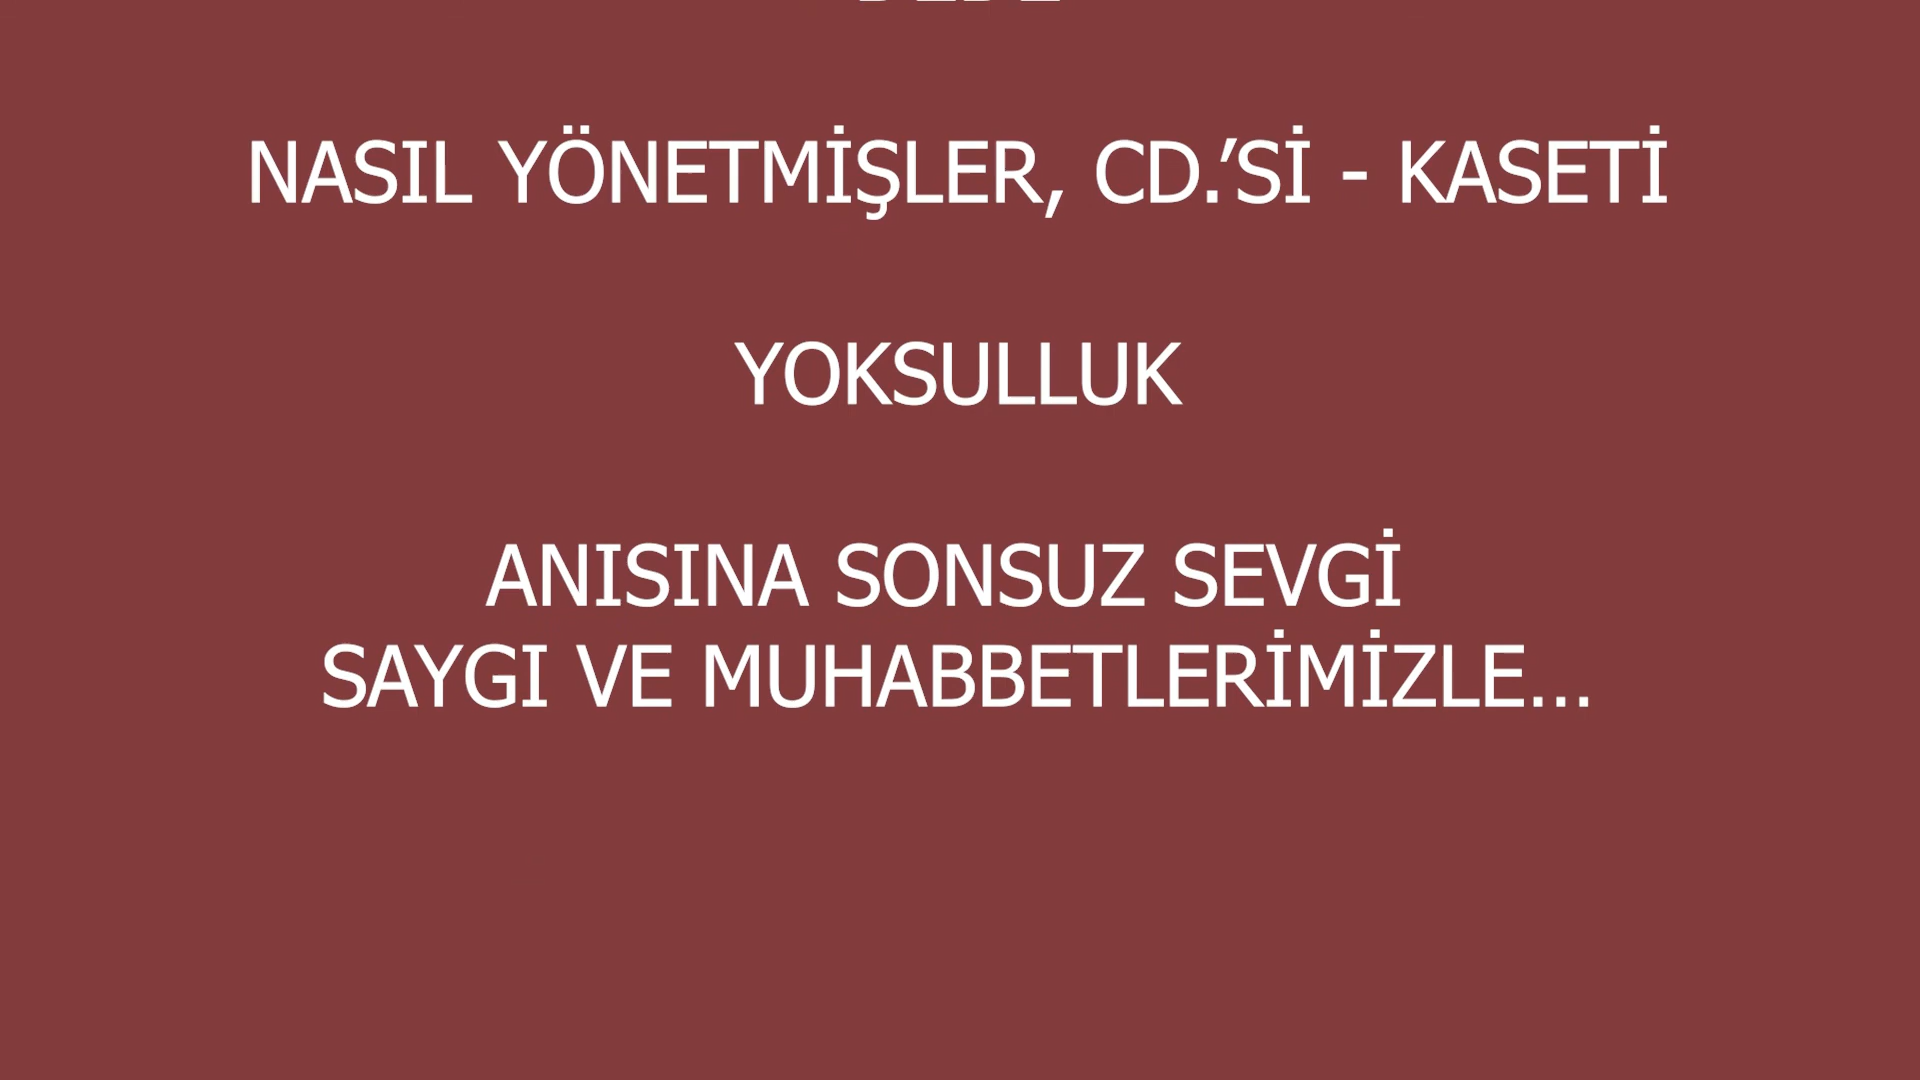 NASIL YÖNETMİŞLER, CD.’Sİ - KASETİ
YOKSULLUK
ANISINA SONSUZ SEVGİ
SAYGI VE MUHABBETLERİMİZLE...